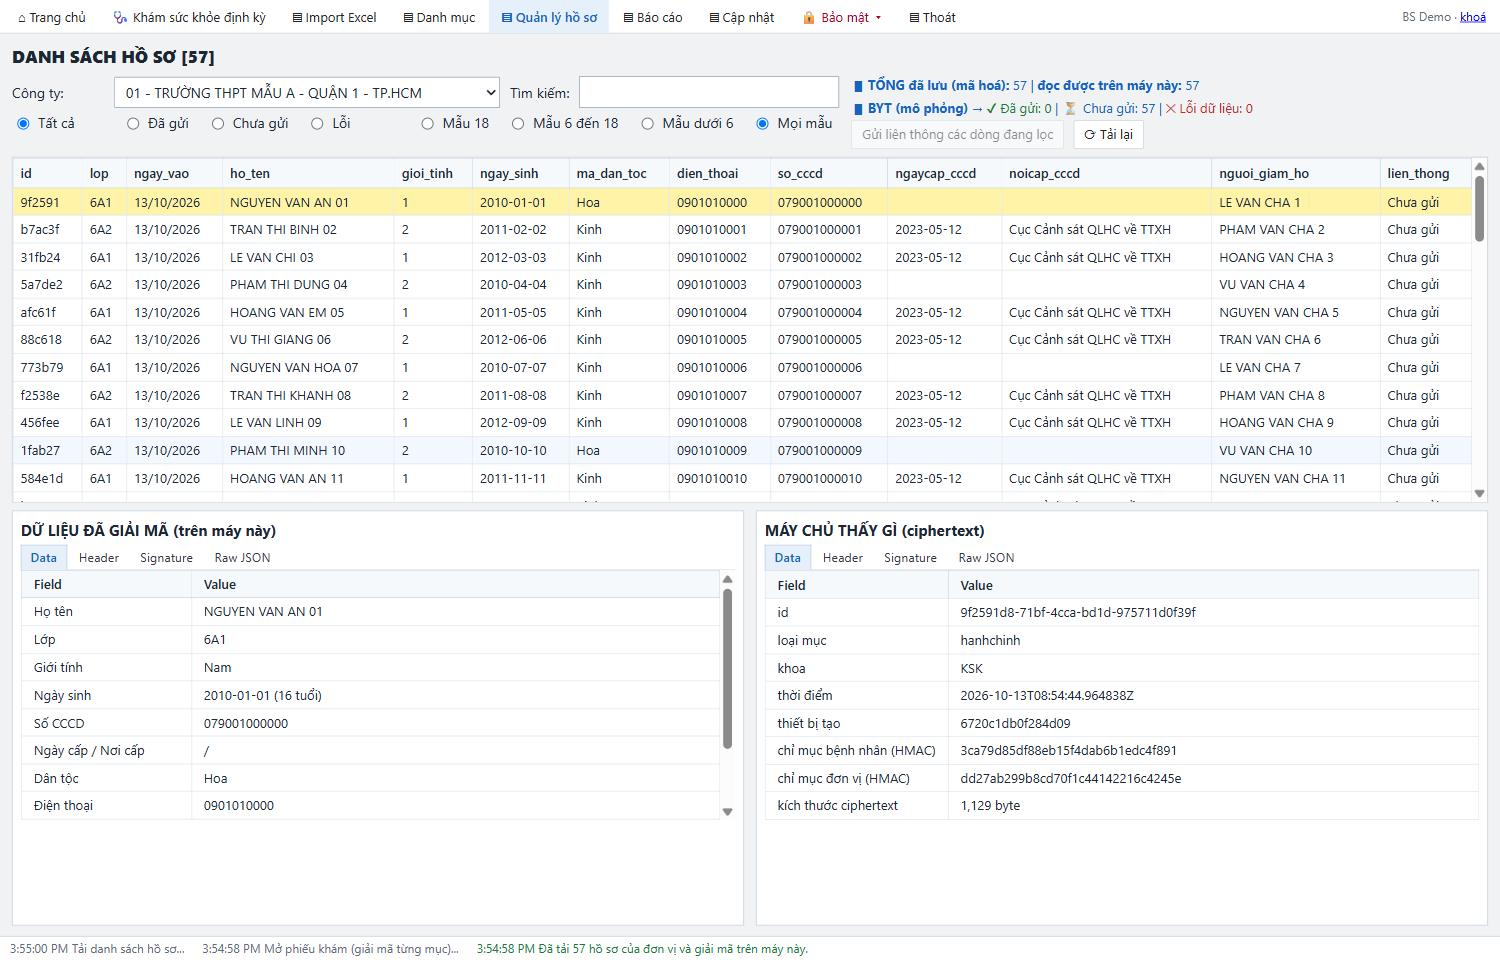 Trang chủ Khám sức khỏe định kỳ Import Excel Danh mục Quản lý hồ sơ Báo cáo Cập nhật Bảo mật Thoát BS Demo · khoá
DANH SÁCH HỒ SƠ [57]
Công ty: 01 - TRƯỜNG THPT MẪU A - QUẬN 1 - TP.HCM Tìm kiếm:
TỔNG đã lưu (mã hoá): 57 | đọc được trên máy này: 57
BYT (mô phỏng) → ✓ Đã gửi: 0 | ⏳ Chưa gửi: 57 | ✕ Lỗi dữ liệu: 0
Tất cả Đã gửi Chưa gửi Lỗi Mẫu 18 Mẫu 6 đến 18 Mẫu dưới 6 Mọi mẫu
Gửi liên thông các dòng đang lọc ⟳ Tải lại
id lop ngay_vao ho_ten gioi_tinh ngay_sinh ma_dan_toc dien_thoai so_cccd ngaycap_cccd noicap_cccd nguoi_giam_ho lien_thong
9f2591 6A1 13/10/2026 NGUYEN VAN AN 01 1 2010-01-01 Hoa 0901010000 079001000000 LE VAN CHA 1 Chưa gửi
b7ac3f 6A2 13/10/2026 TRAN THI BINH 02 2 2011-02-02 Kinh 0901010001 079001000001 2023-05-12 Cục Cảnh sát QLHC về TTXH PHAM VAN CHA 2 Chưa gửi
31fb24 6A1 13/10/2026 LE VAN CHI 03 1 2012-03-03 Kinh 0901010002 079001000002 2023-05-12 Cục Cảnh sát QLHC về TTXH HOANG VAN CHA 3 Chưa gửi
5a7de2 6A2 13/10/2026 PHAM THI DUNG 04 2 2010-04-04 Kinh 0901010003 079001000003 VU VAN CHA 4 Chưa gửi
afc61f 6A1 13/10/2026 HOANG VAN EM 05 1 2011-05-05 Kinh 0901010004 079001000004 2023-05-12 Cục Cảnh sát QLHC về TTXH NGUYEN VAN CHA 5 Chưa gửi
88c618 6A2 13/10/2026 VU THI GIANG 06 2 2012-06-06 Kinh 0901010005 079001000005 2023-05-12 Cục Cảnh sát QLHC về TTXH TRAN VAN CHA 6 Chưa gửi
773b79 6A1 13/10/2026 NGUYEN VAN HOA 07 1 2010-07-07 Kinh 0901010006 079001000006 LE VAN CHA 7 Chưa gửi
f2538e 6A2 13/10/2026 TRAN THI KHANH 08 2 2011-08-08 Kinh 0901010007 079001000007 2023-05-12 Cục Cảnh sát QLHC về TTXH PHAM VAN CHA 8 Chưa gửi
456fee 6A1 13/10/2026 LE VAN LINH 09 1 2012-09-09 Kinh 0901010008 079001000008 2023-05-12 Cục Cảnh sát QLHC về TTXH HOANG VAN CHA 9 Chưa gửi
1fab27 6A2 13/10/2026 PHAM THI MINH 10 2 2010-10-10 Hoa 0901010009 079001000009 VU VAN CHA 10 Chưa gửi
584e1d 6A1 13/10/2026 HOANG VAN AN 11 1 2011-11-11 Kinh 0901010010 079001000010 2023-05-12 Cục Cảnh sát QLHC về TTXH NGUYEN VAN CHA 11 Chưa gửi
DỮ LIỆU ĐÃ GIẢI MÃ (trên máy này)
Data Header Signature Raw JSON
Field Value
Họ tên NGUYEN VAN AN 01
Lớp 6A1
Giới tính Nam
Ngày sinh 2010-01-01 (16 tuổi)
Số CCCD 079001000000
Ngày cấp / Nơi cấp /
Dân tộc Hoa
Điện thoại 0901010000
MÁY CHỦ THẤY GÌ (ciphertext)
Data Header Signature Raw JSON
Field Value
id 9f2591d8-71bf-4cca-bd1d-975711d0f39f
loại mục hanhchinh
khoa KSK
thời điểm 2026-10-13T08:54:44.964838Z
thiết bị tạo 6720c1db0f284d09
chỉ mục bệnh nhân (HMAC) 3ca79d85df88eb15f4dab6b1edc4f891
chỉ mục đơn vị (HMAC) dd27ab299b8cd70f1c44142216c4245e
kích thước ciphertext 1,129 byte
3:55:00 PM Tải danh sách hồ sơ... 3:54:58 PM Mở phiếu khám (giải mã từng mục)... 3:54:58 PM Đã tải 57 hồ sơ của đơn vị và giải mã trên máy này.